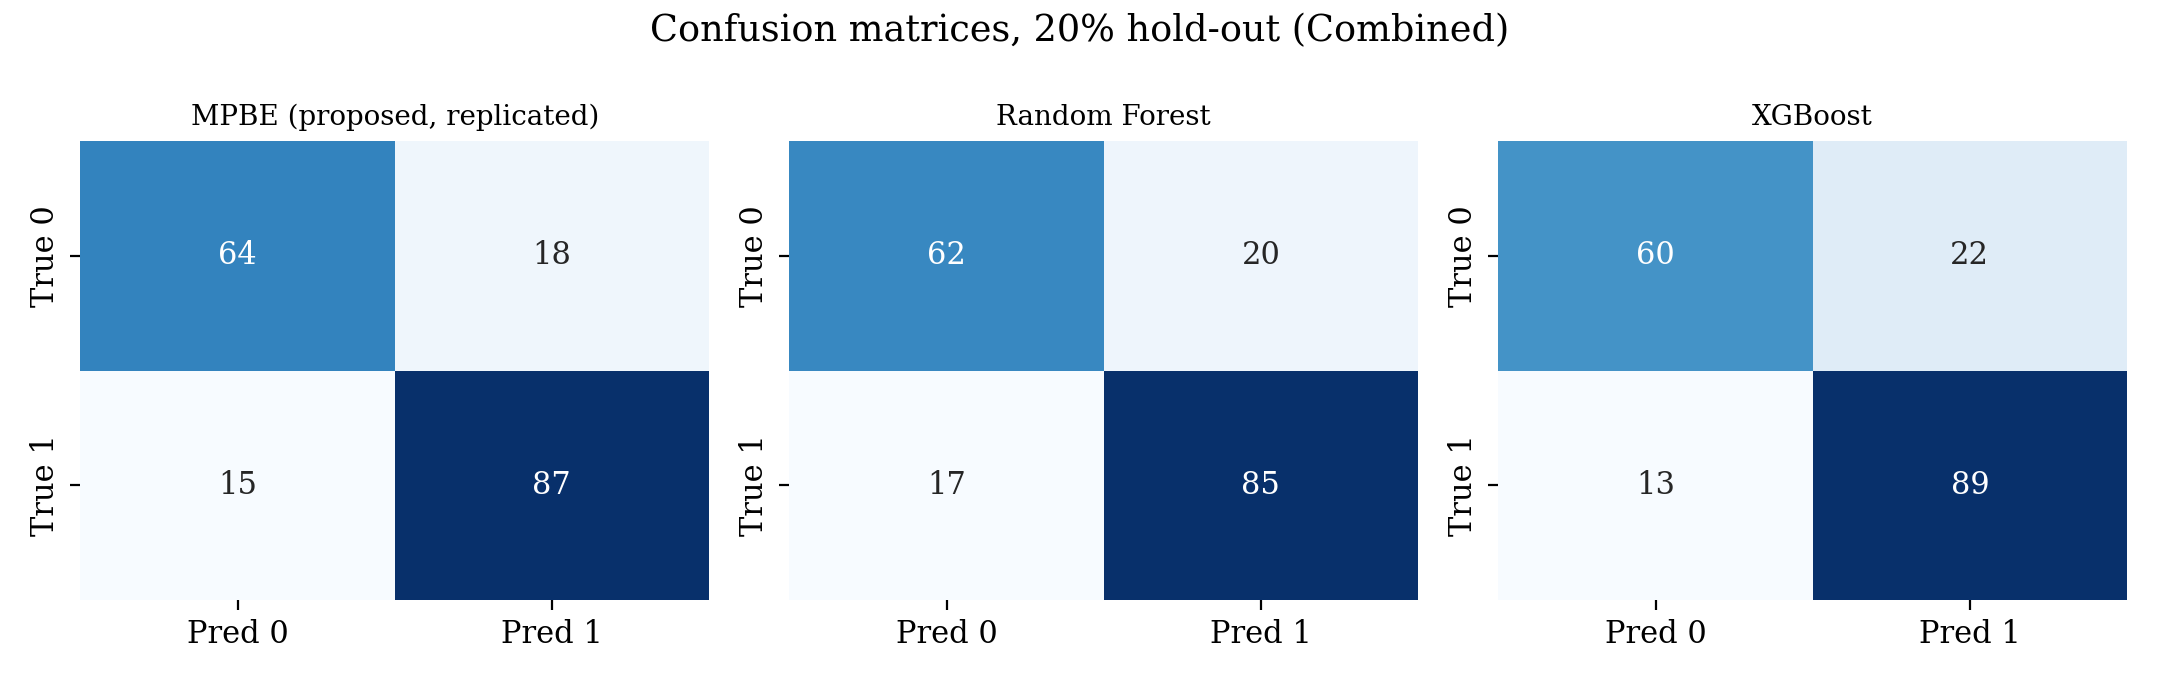 Confusion matrices, 20% hold-out (Combined)
MPBE (proposed, replicated)
True 0
64
18
True 1
15
87
Pred 0
Pred 1
Random Forest
True 0
62
20
True 1
17
85
Pred 0
Pred 1
XGBoost
True 0
60
22
True 1
13
89
Pred 0
Pred 1